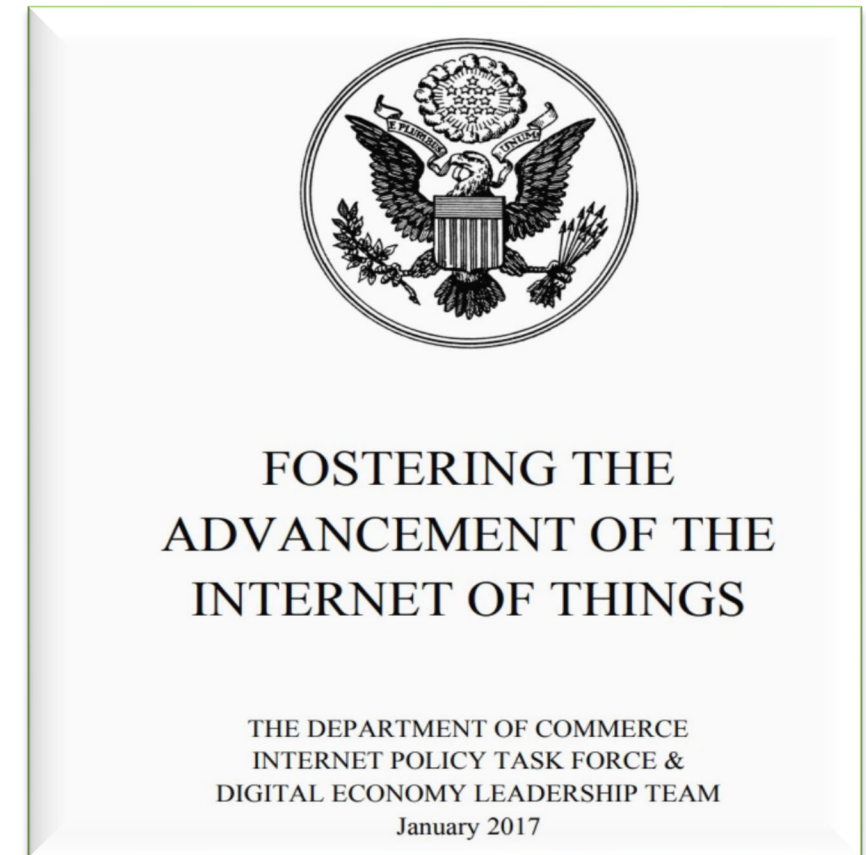 E PLURIBUS
UNUM
FOSTERING THE
ADVANCEMENT OF THE
INTERNET OF THINGS
THE DEPARTMENT OF COMMERCE
INTERNET POLICY TASK FORCE &
DIGITAL ECONOMY LEADERSHIP TEAM
January 2017